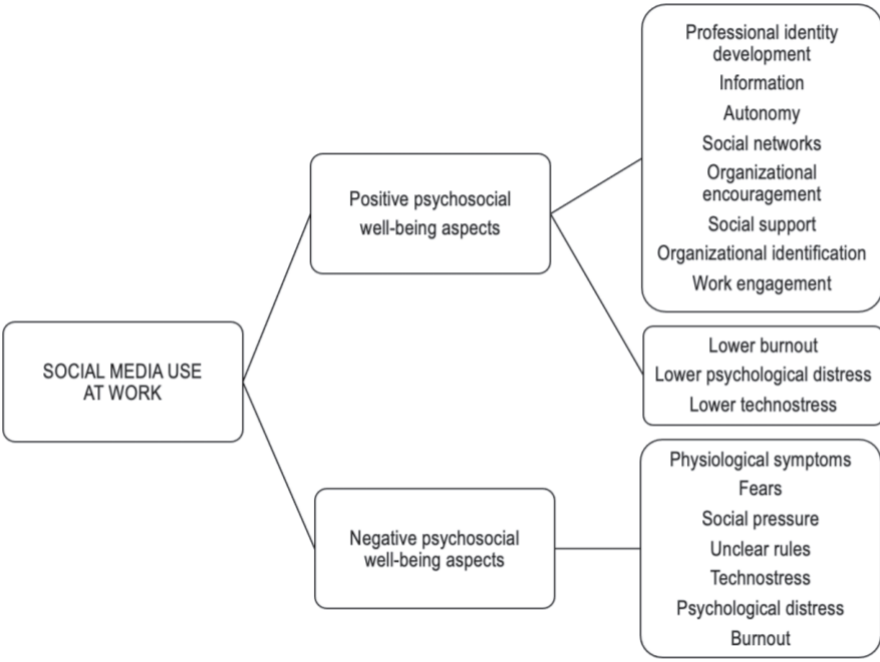 SOCIAL MEDIA USE
AT WORK
Positive psychosocial
well-being aspects
Professional identity
development
Information
Autonomy
Social networks
Organizational
encouragement
Social support
Organizational identification
Work engagement
Lower burnout
Lower psychological distress
Lower technostress
Negative psychosocial
well-being aspects
Physiological symptoms
Fears
Social pressure
Unclear rules
Technostress
Psychological distress
Burnout